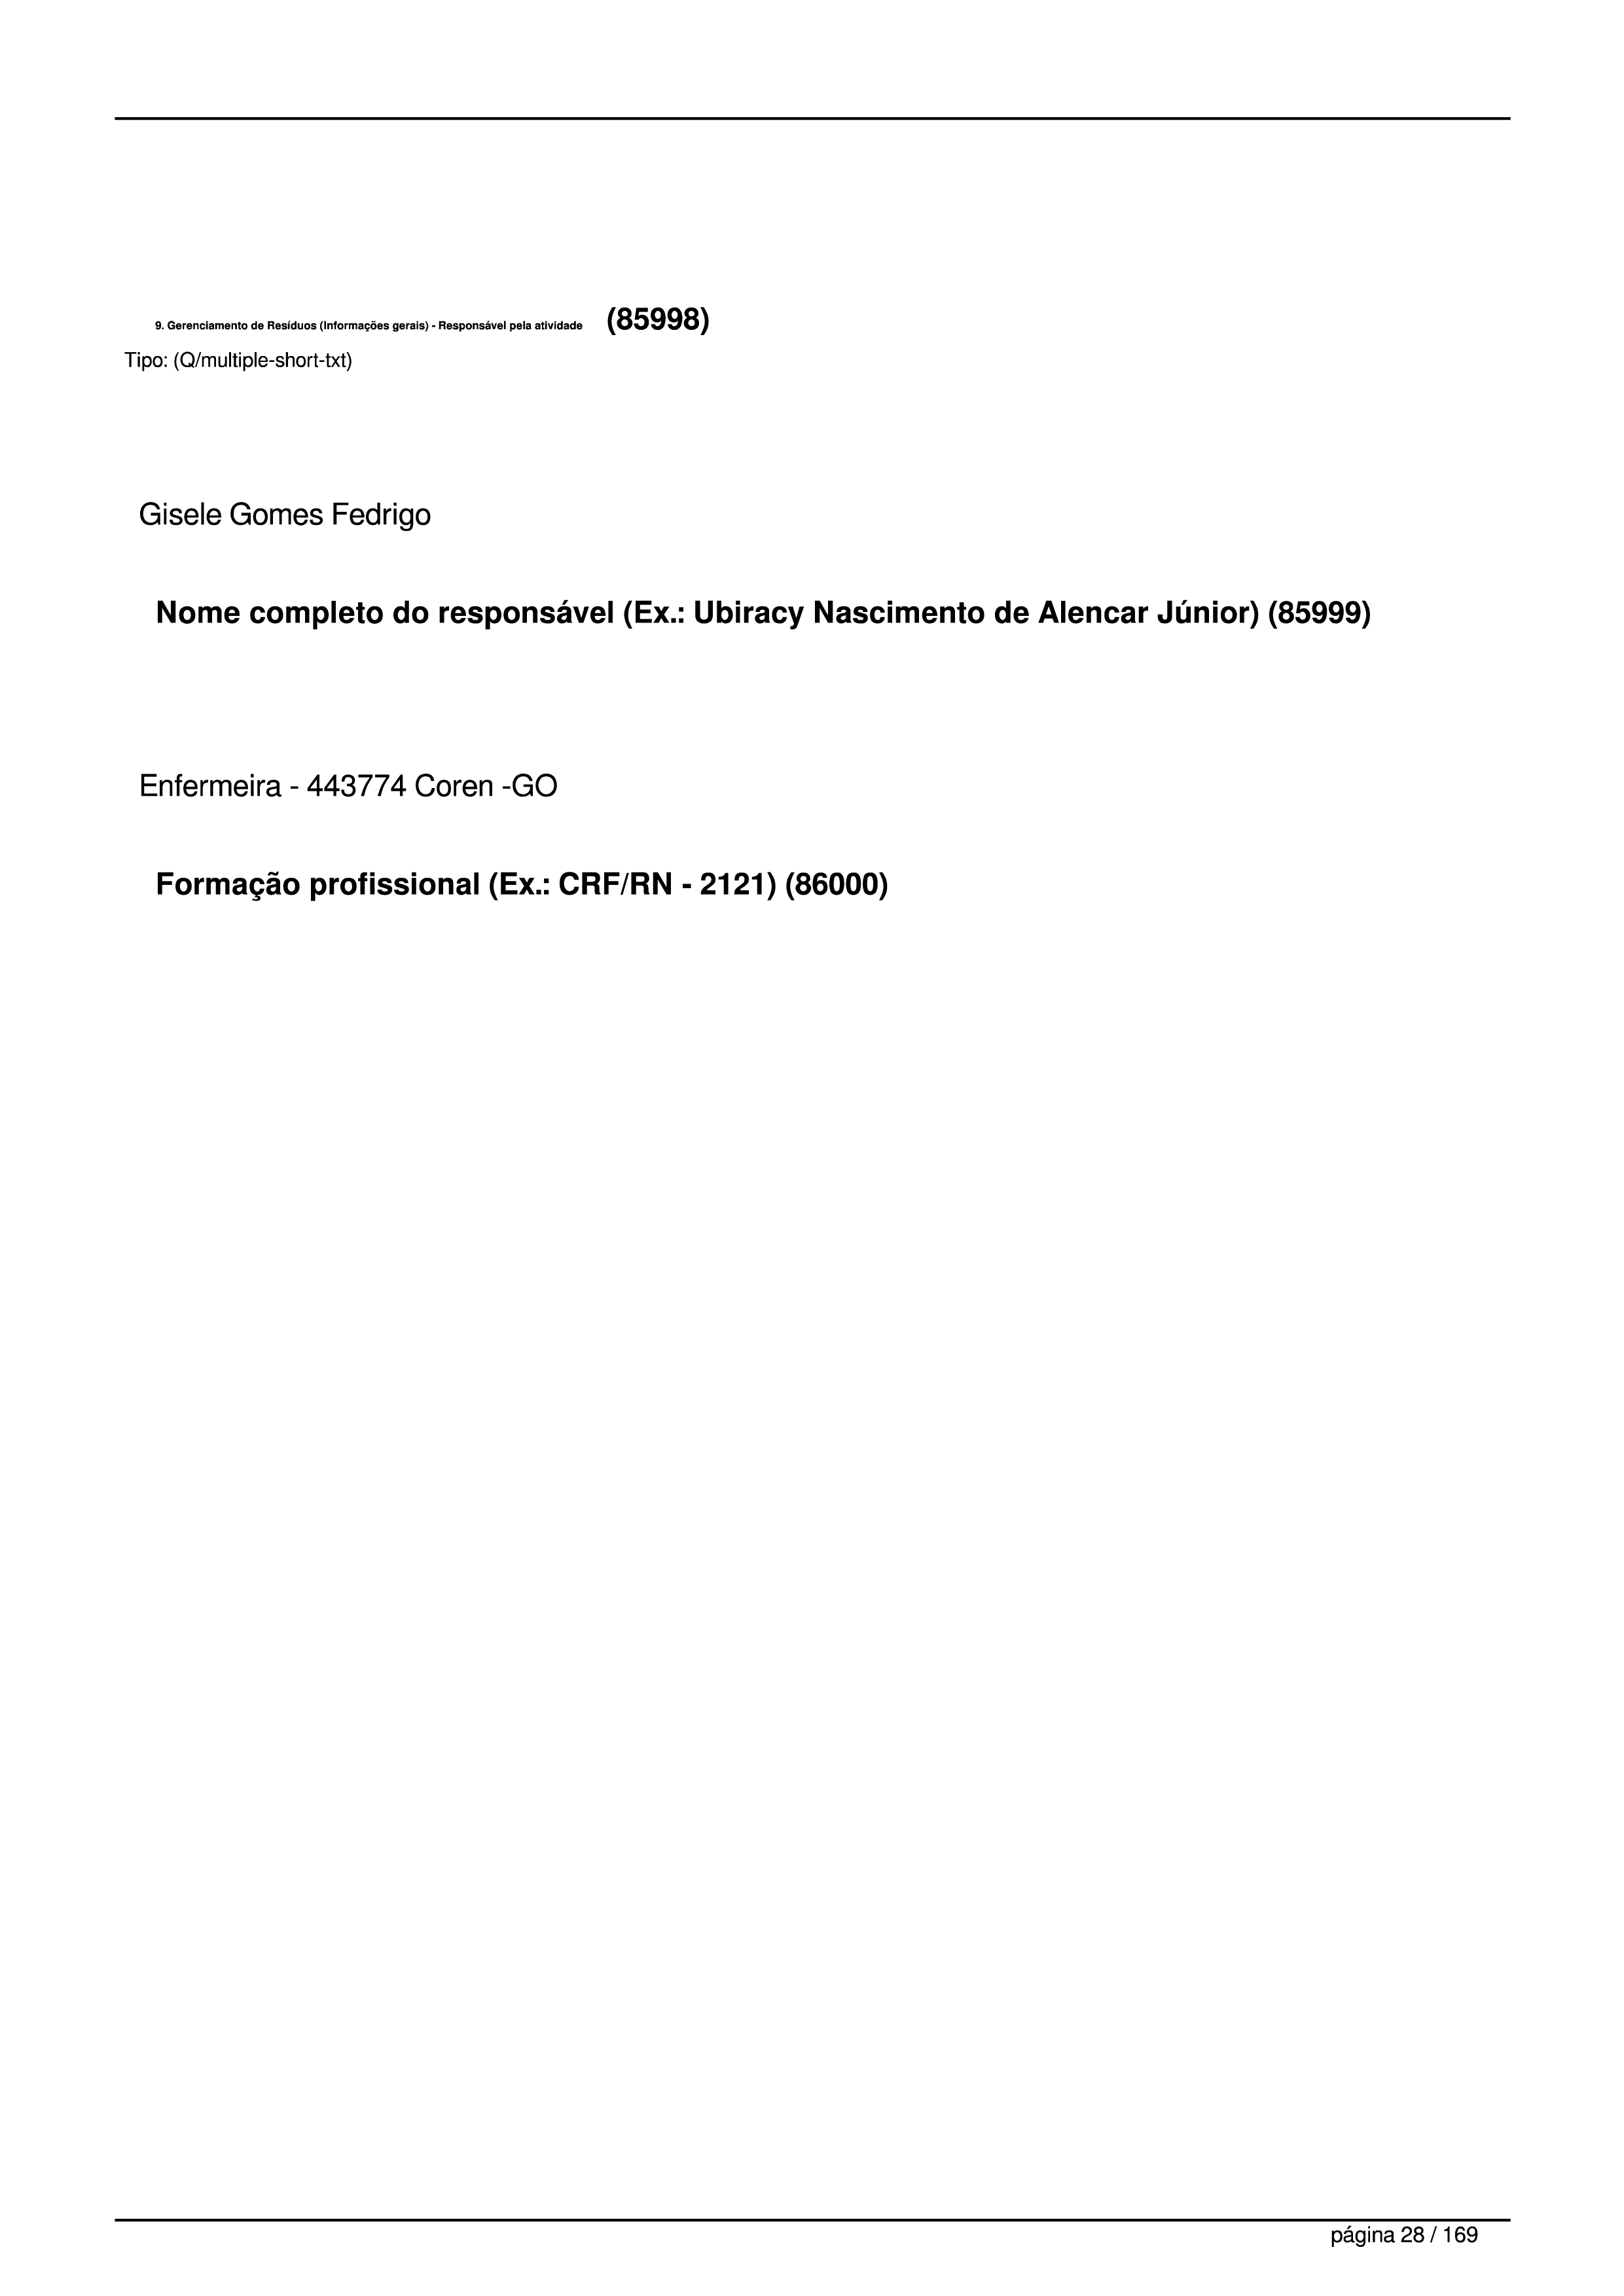 9. Gerenciamento de Resíduos (Informações gerais) - Responsável pela atividade (85998)
Tipo: (Q/multiple-short-txt)
Gisele Gomes Fedrigo
Nome completo do responsável (Ex.: Ubiracy Nascimento de Alencar Júnior) (85999)
Enfermeira - 443774 Coren -GO
Formação profissional (Ex.: CRF/RN - 2121) (86000)
página 28 / 169